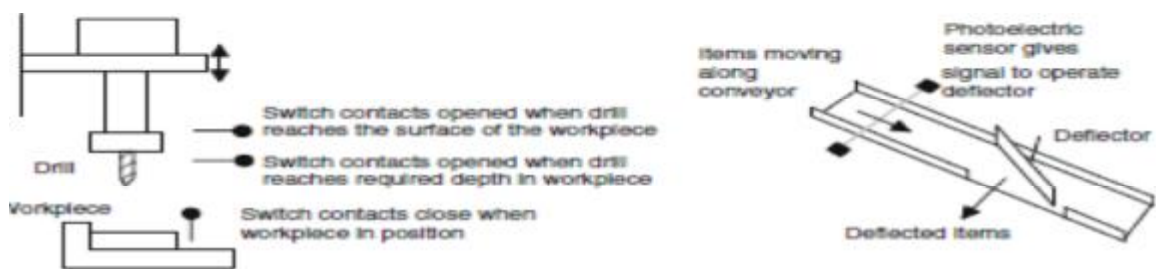 Switch contacts opened when drill
reaches the surface of the workpiece
Switch contacts opened when drill
reaches required depth in workpiece
Drill
Workpiece
Switch contacts close when
workpiece in position
Items moving
along
conveyor
Photoelectric
sensor gives
signal to operate
deflector
Deflector
Deflected items